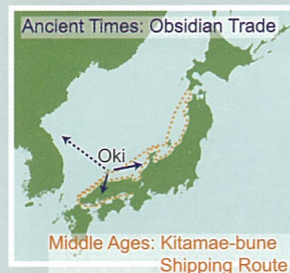 Ancient Times: Obsidian Trade
Oki
Middle Ages: Kitamae-bune
Shipping Route